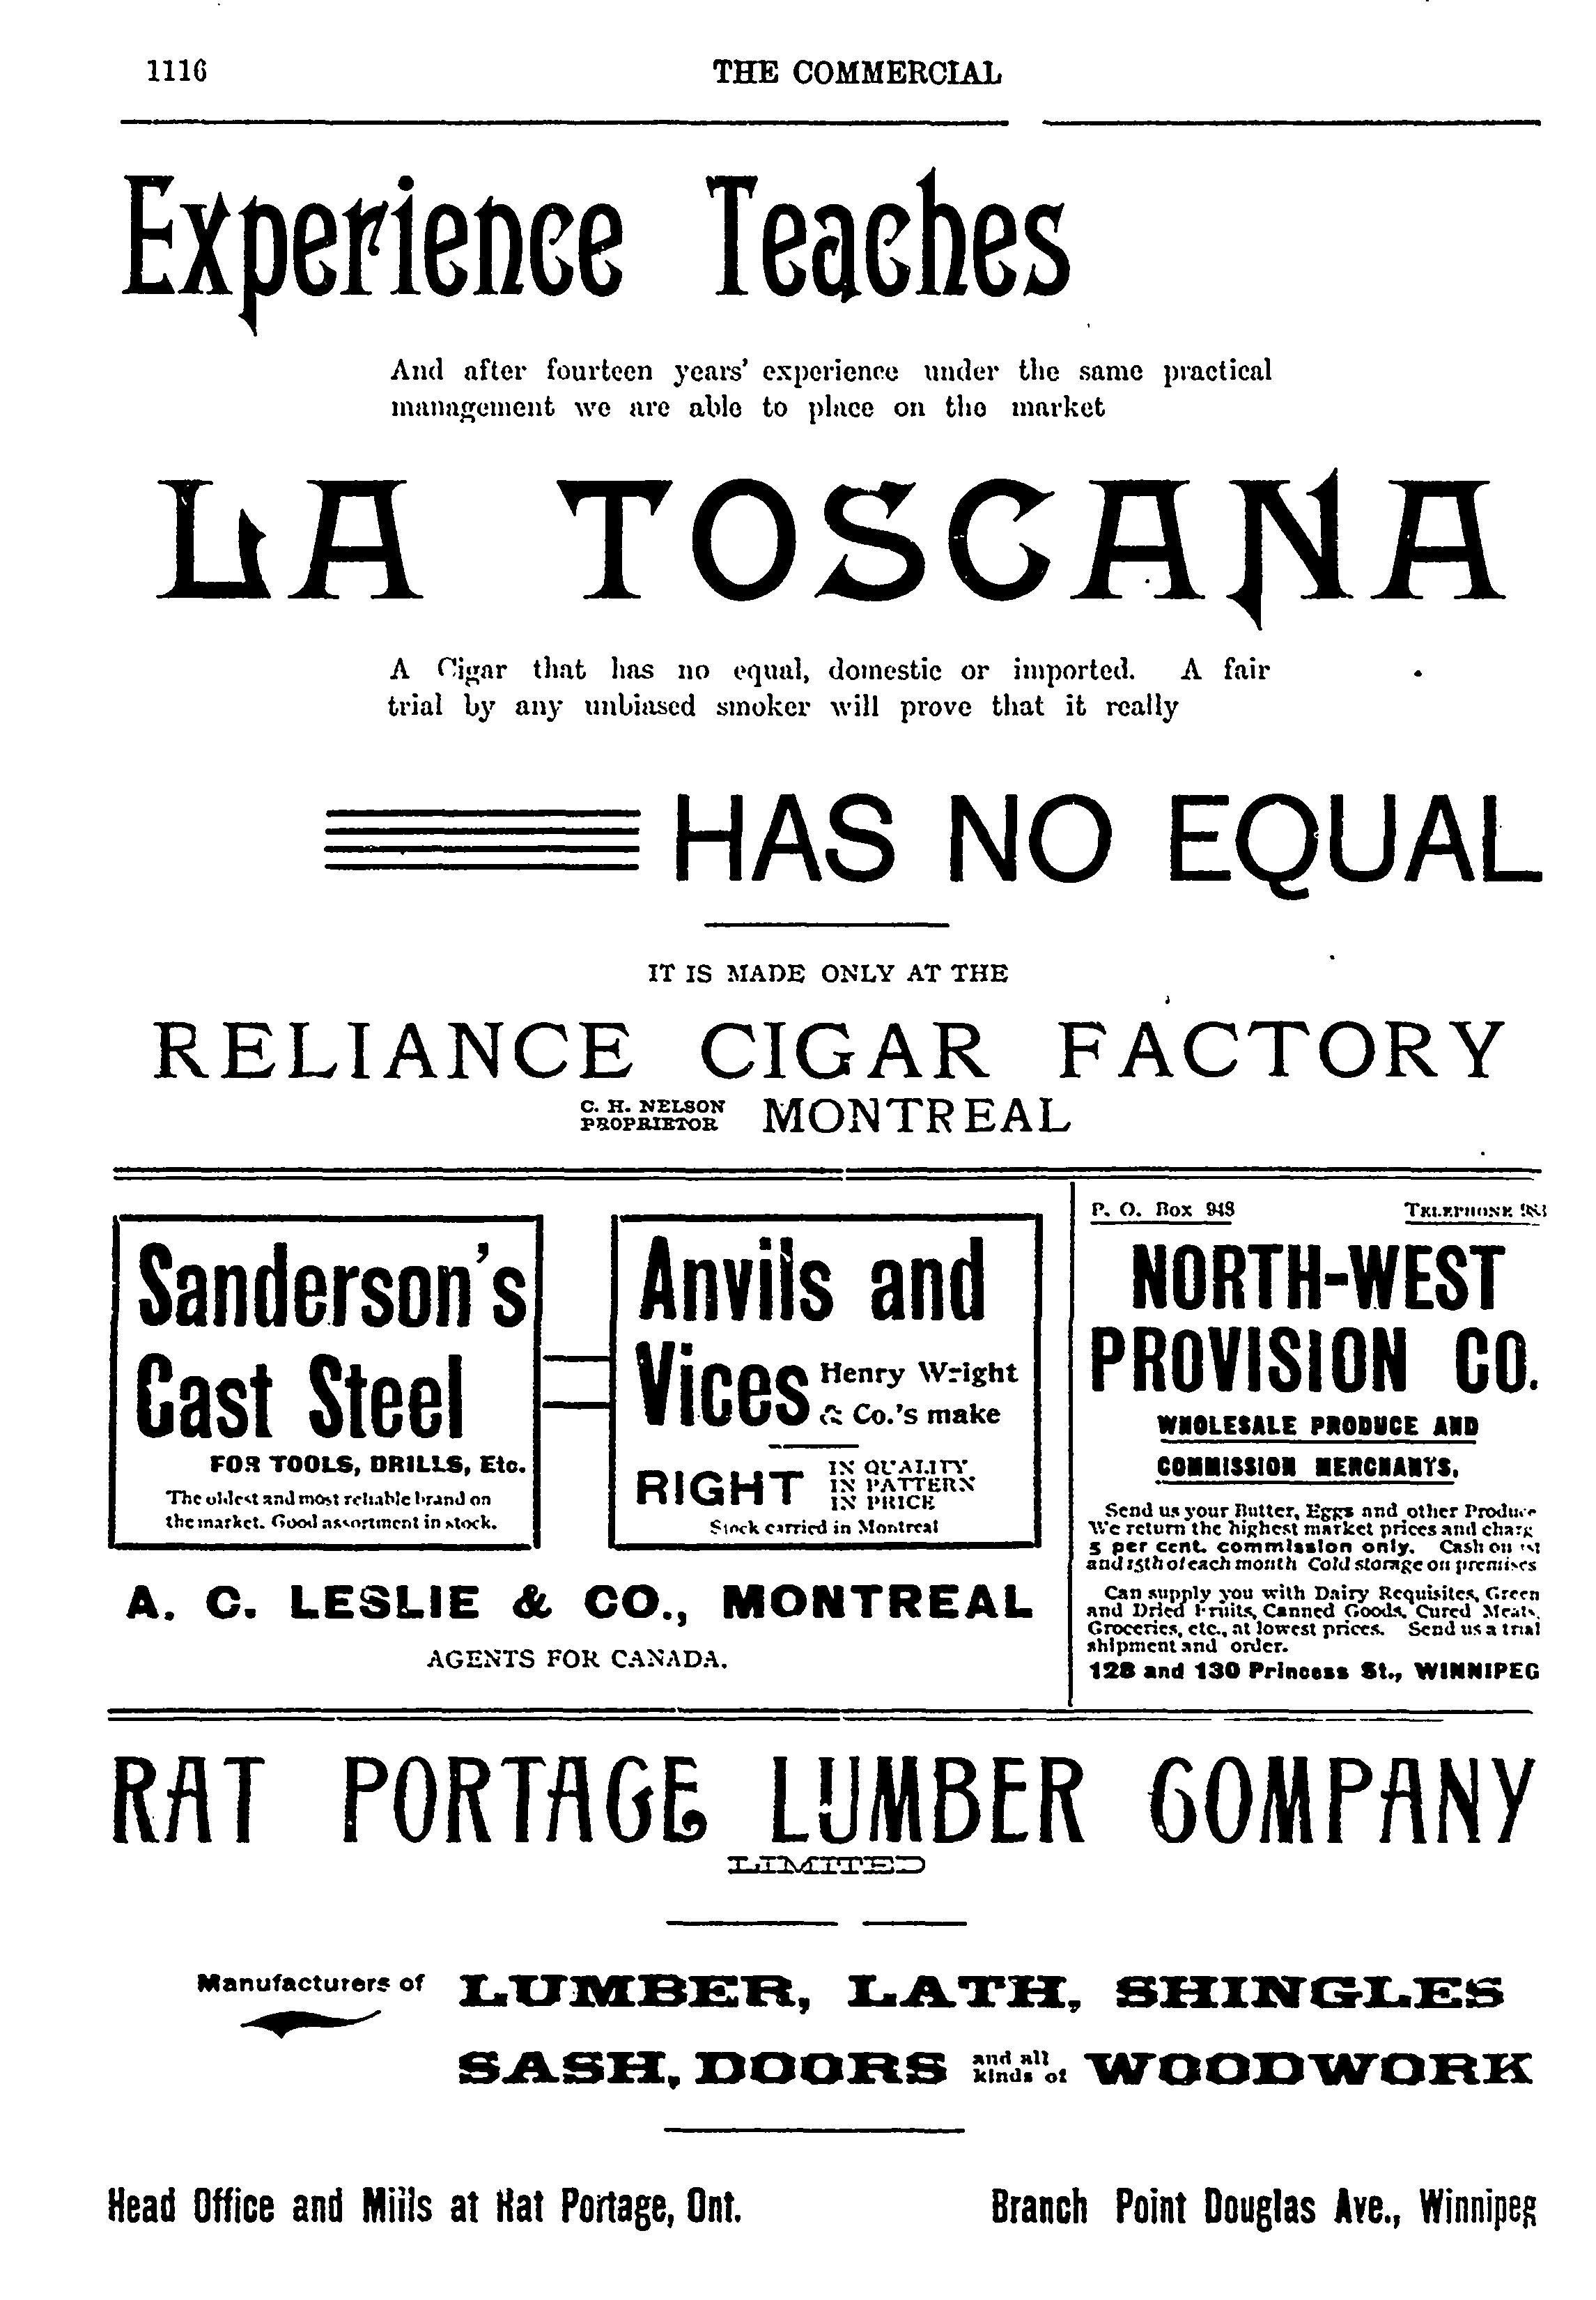 1116
THE COMMERCIAL
Experience Teaches
And after fourteen years' experience under the same practical
management we are able to place on the market
LA TOSCANA
A Cigar that has no equal, domestic or imported. A fair
trial by any unbiased smoker will prove that it really
HAS NO EQUAL
IT IS MADE ONLY AT THE
RELIANCE CIGAR FACTORY
C. H. NELSON
PROPRIETOR
MONTREAL
Sanderson's
Cast Steel
FOR TOOLS, DRILLS, Etc.
The oldest and most reliable brand on
the market. Good assortment in stock.
Anvils and
Vices Henry Wright
& Co.'s make
RIGHT
IN QUALITY
IN PATTERN
IN PRICE
Stock carried in Montreal
A. C. LESLIE & CO., MONTREAL
AGENTS FOR CANADA.
P. O. Box 948
TELEPHONE
NORTH-WEST
PROVISION CO.
WHOLESALE PRODUCE AND
COMMISSION MERCHANTS.
Send us your Butter, Eggs and other Produce
We return the highest market prices and charg
5 per cent. commission only. Cash on 1st
and 15th of each month Cold storage on premises
Can supply you with Dairy Requisites, Green
and Dried Fruits, Canned Goods, Cured Meats,
Groceries, etc., at lowest prices. Send us a trial
shipment and order.
128 and 130 Princess St., WINNIPEG
RAT PORTAGE LUMBER COMPANY
LIMITED
Manufacturers of LUMBER, LATH, SHINGLES
SASH, DOORS and all kinds of WOODWORK
Head Office and Mills at Rat Portage, Ont.
Branch Point Douglas Ave., Winnipeg